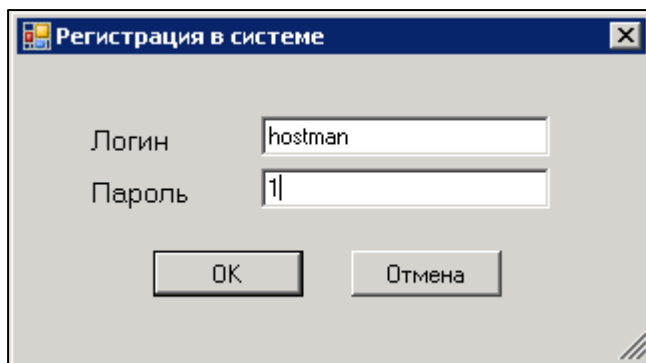 Регистрация в системе
Логин hostman
Пароль 1
OK Отмена